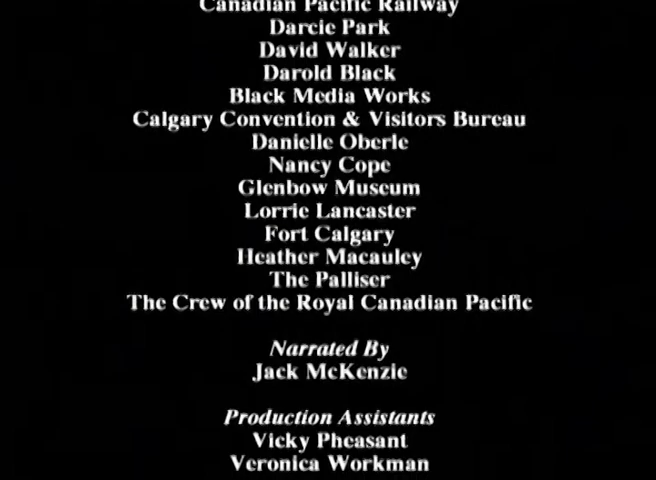 Canadian Pacific Railway
Darcie Park
David Walker
Darold Black
Black Media Works
Calgary Convention & Visitors Bureau
Danielle Oberle
Nancy Cope
Glenbow Museum
Lorrie Lancaster
Fort Calgary
Heather Macauley
The Palliser
The Crew of the Royal Canadian Pacific
Narrated By
Jack McKenzie
Production Assistants
Vicky Pheasant
Veronica Workman